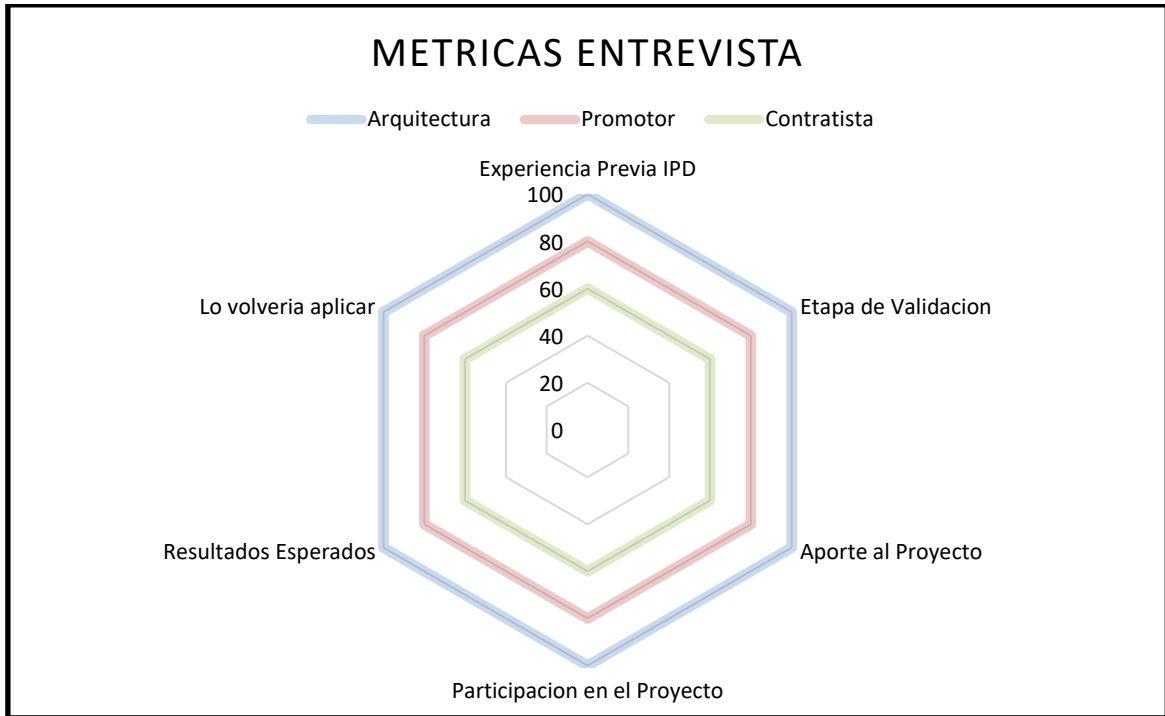 METRICAS ENTREVISTA
Arquitectura Promotor Contratista
Experiencia Previa IPD
100
80
60
40
20
0
Etapa de Validacion
Aporte al Proyecto
Participacion en el Proyecto
Resultados Esperados
Lo volveria aplicar